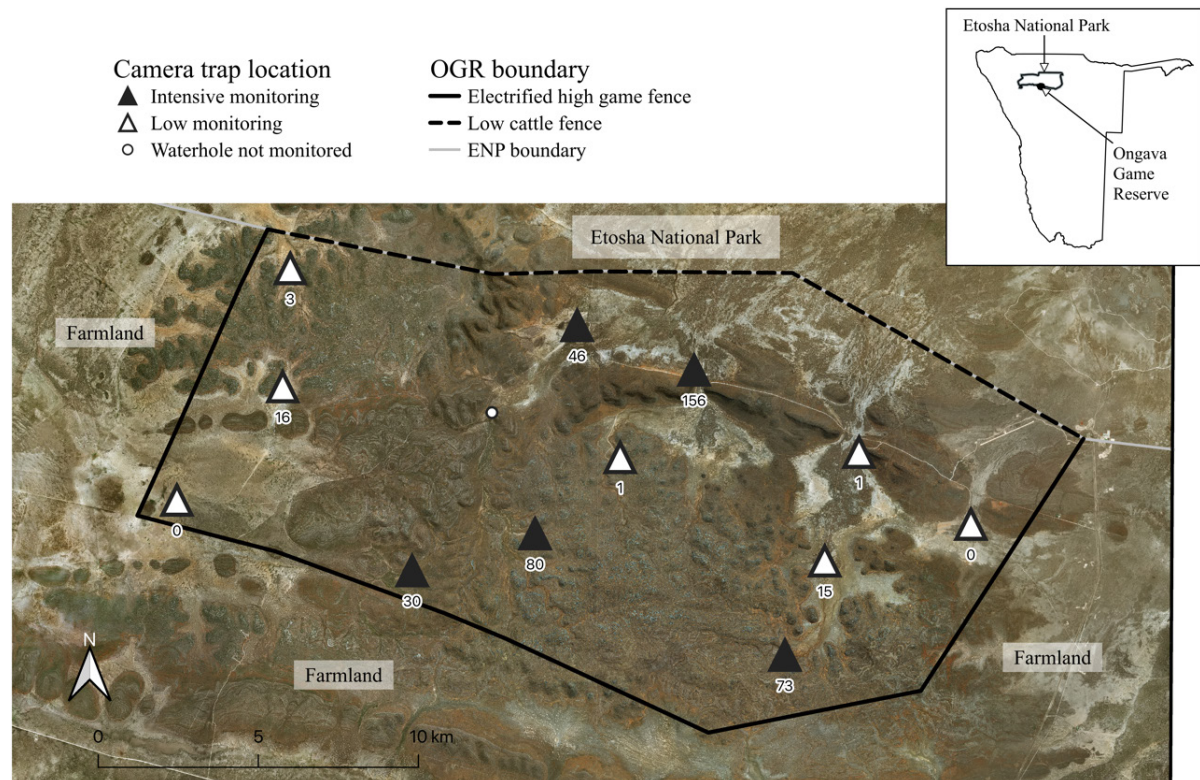 Camera trap location
Intensive monitoring
Low monitoring
Waterhole not monitored
OGR boundary
Electrified high game fence
Low cattle fence
ENP boundary
Etosha National Park
Ongava
Game
Reserve
Etosha National Park
Farmland
3
46
156
16
1
1
0
0
80
15
30
73
Farmland
Farmland
N
0
5
10 km